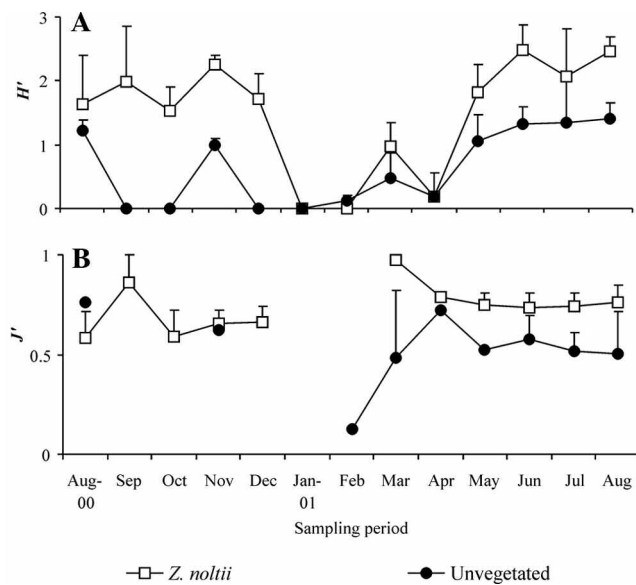 A
3
2
1
0
H'
B
1
0.5
0
J'
Aug-00 Sep Oct Nov Dec Jan-01 Feb Mar Apr May Jun Jul Aug
Sampling period
Z. noltii Unvegetated